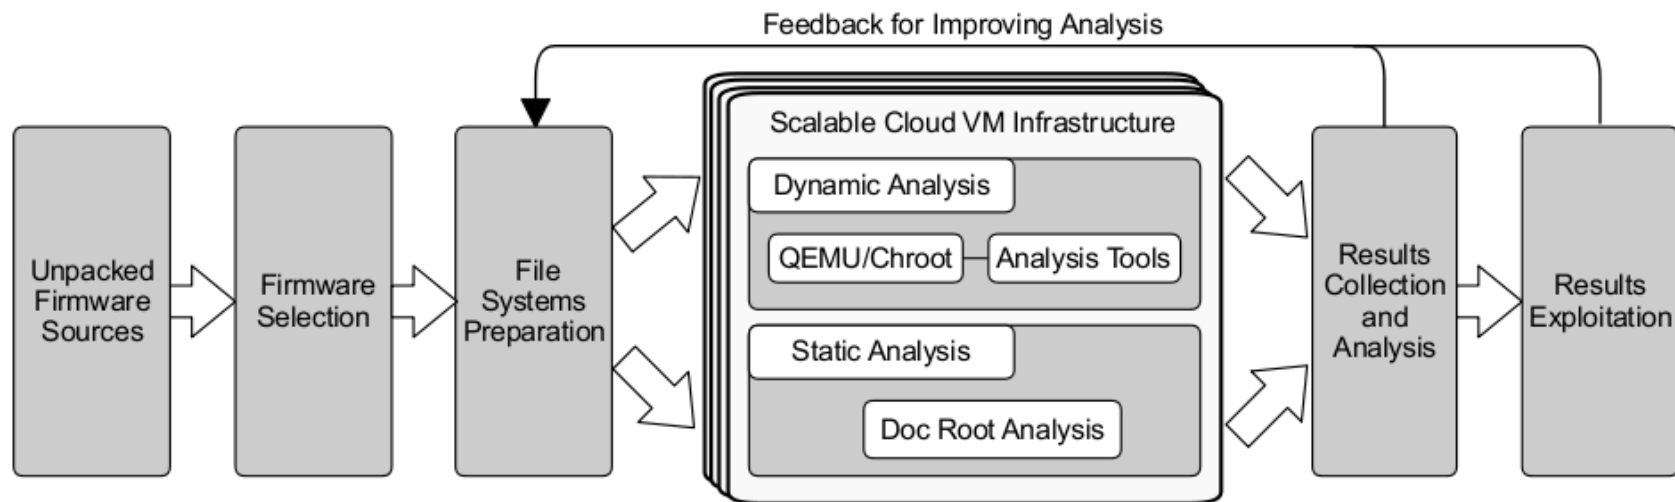 Feedback for Improving Analysis
Unpacked
Firmware
Sources
Firmware
Selection
File
Systems
Preparation
Scalable Cloud VM Infrastructure
Dynamic Analysis
QEMU/Chroot
Analysis Tools
Static Analysis
Doc Root Analysis
Results
Collection
and
Analysis
Results
Exploitation